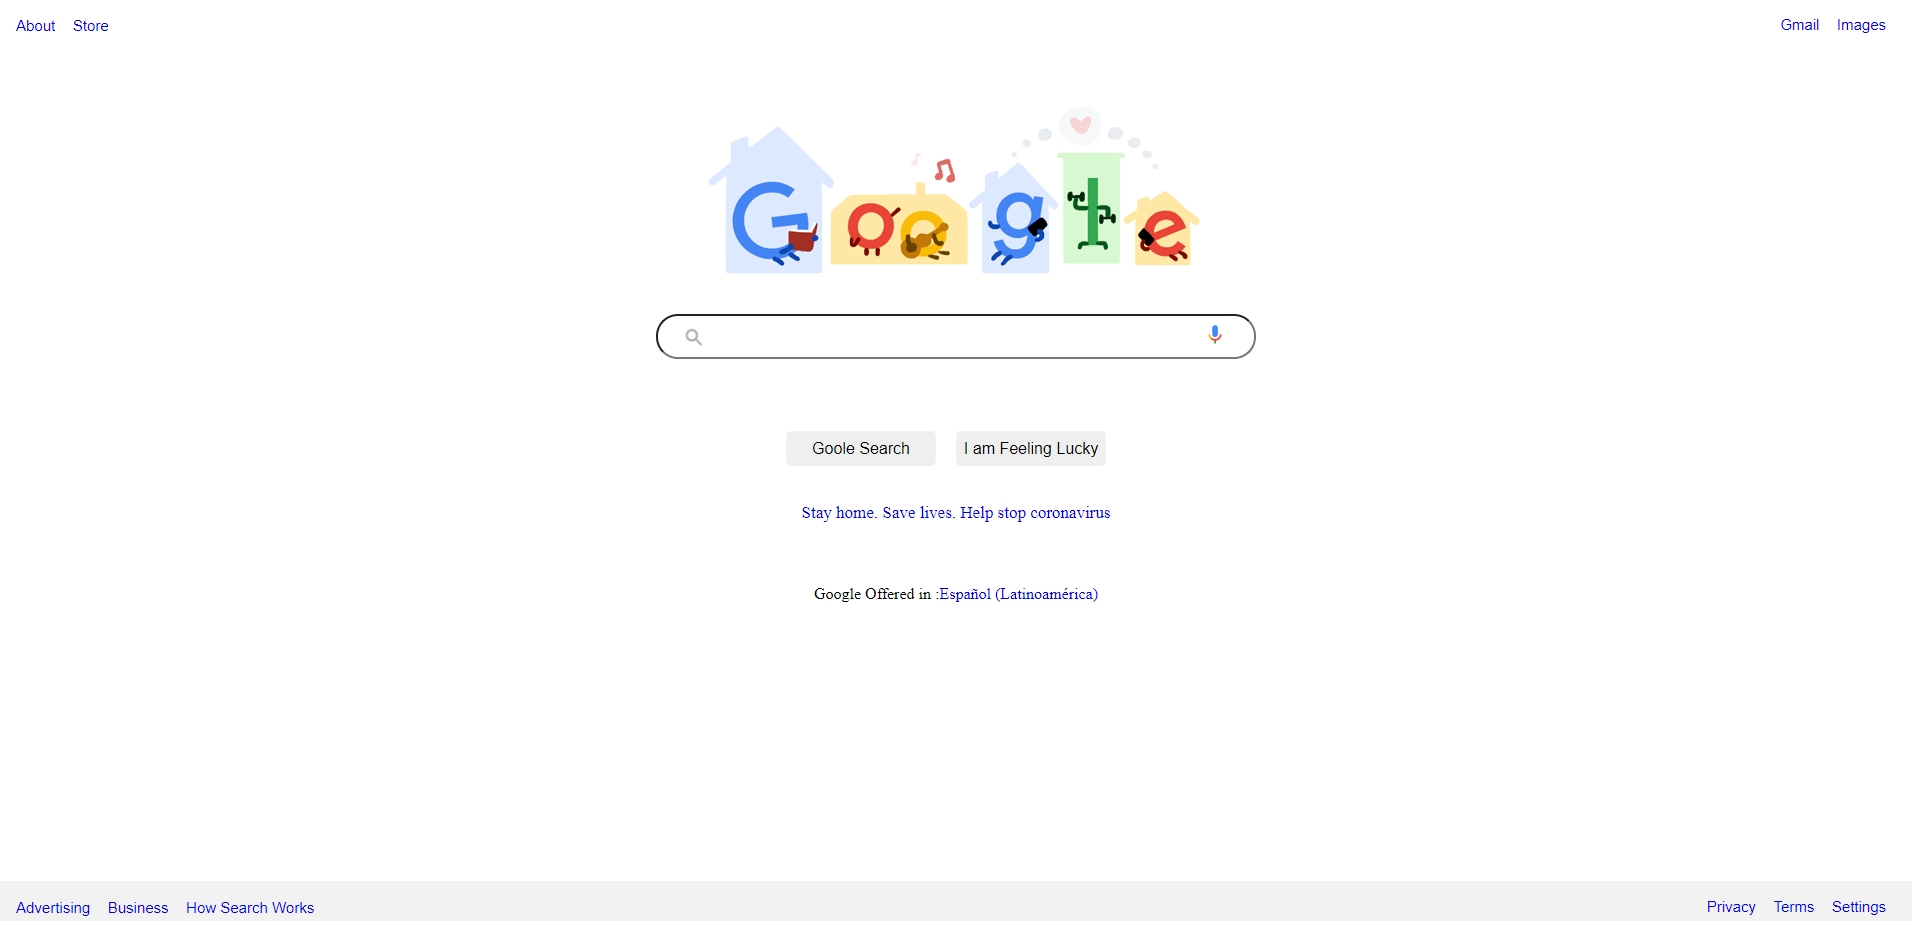 About Store
Gmail Images
Google
Goole Search
I am Feeling Lucky
Stay home. Save lives. Help stop coronavirus
Google Offered in :Español (Latinoamérica)
Advertising Business How Search Works
Privacy Terms Settings